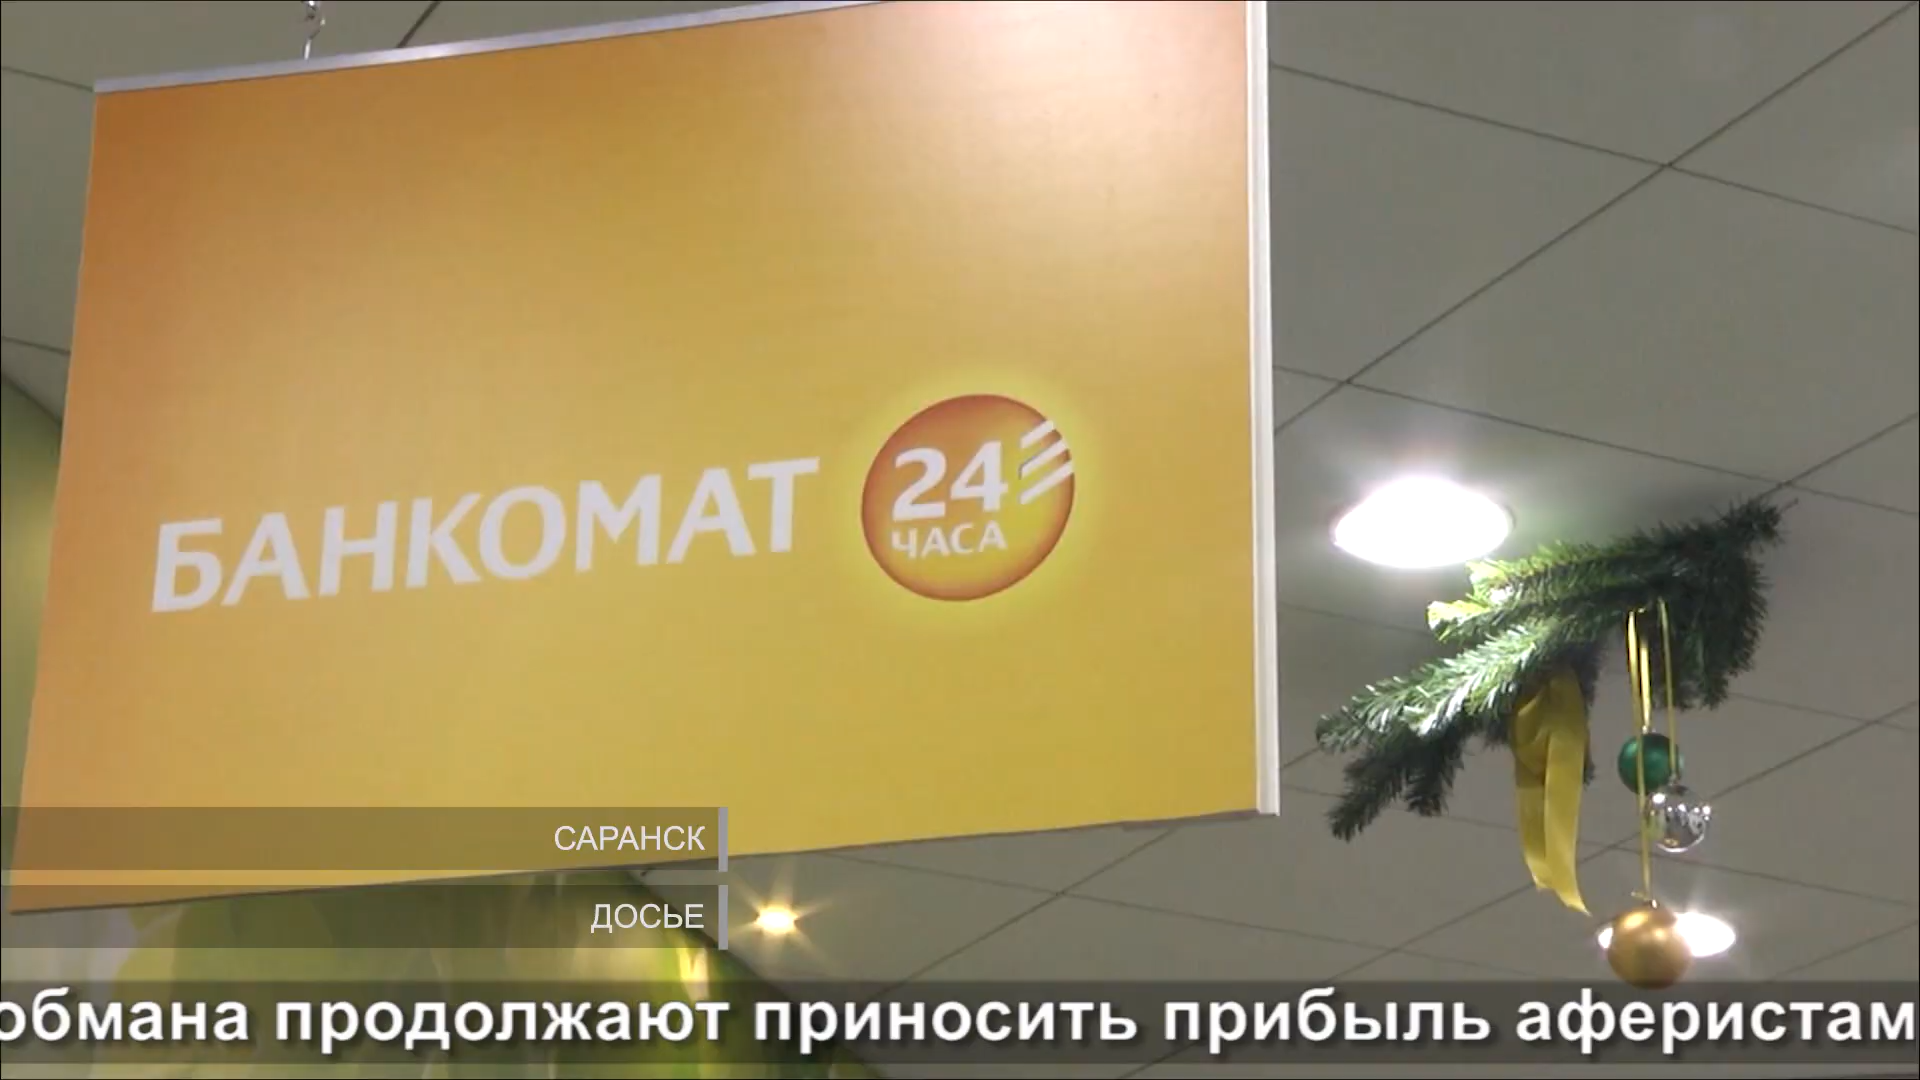 БАНКОМАТ 24 ЧАСА
САРАНСК
ДОСЬЕ
обмана продолжают приносить прибыль аферистам